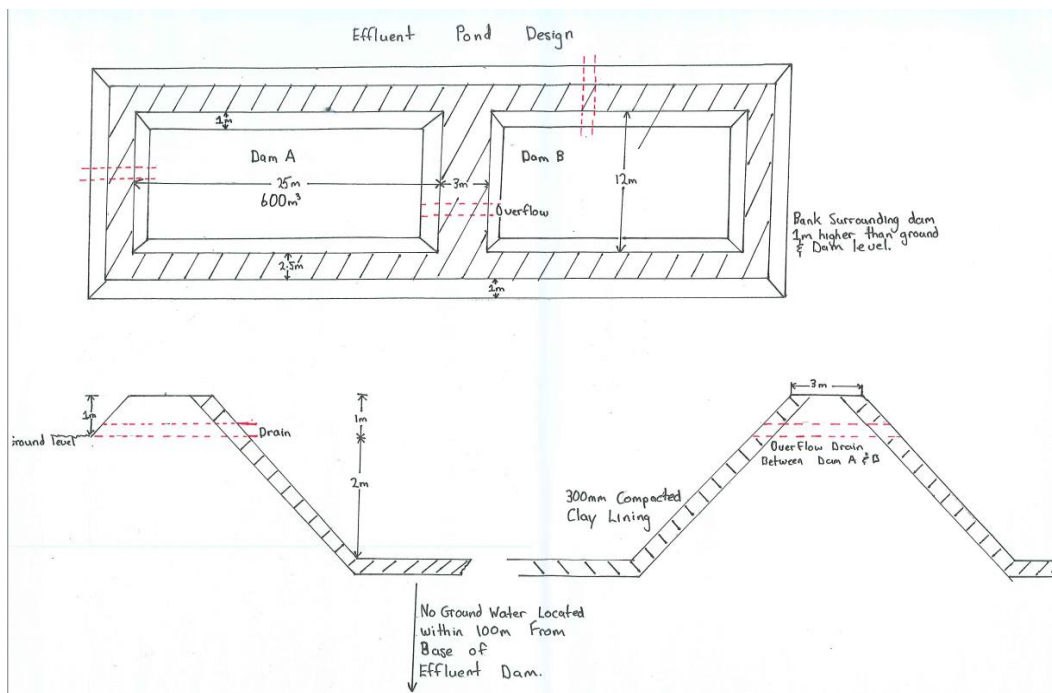 Effluent Pond Design
1m
Dam A
25m
600m³
3m
Overflow
Dam B
12m
2.5m
1m
Bank Surrounding dam
1m higher than ground
& Dam level.
1m
Ground level
Drain
1m
2m
3m
Overflow Drain
Between Dam A & B
300mm Compacted
Clay Lining
No Ground Water Located
within 100m From
Base of
Effluent Dam.